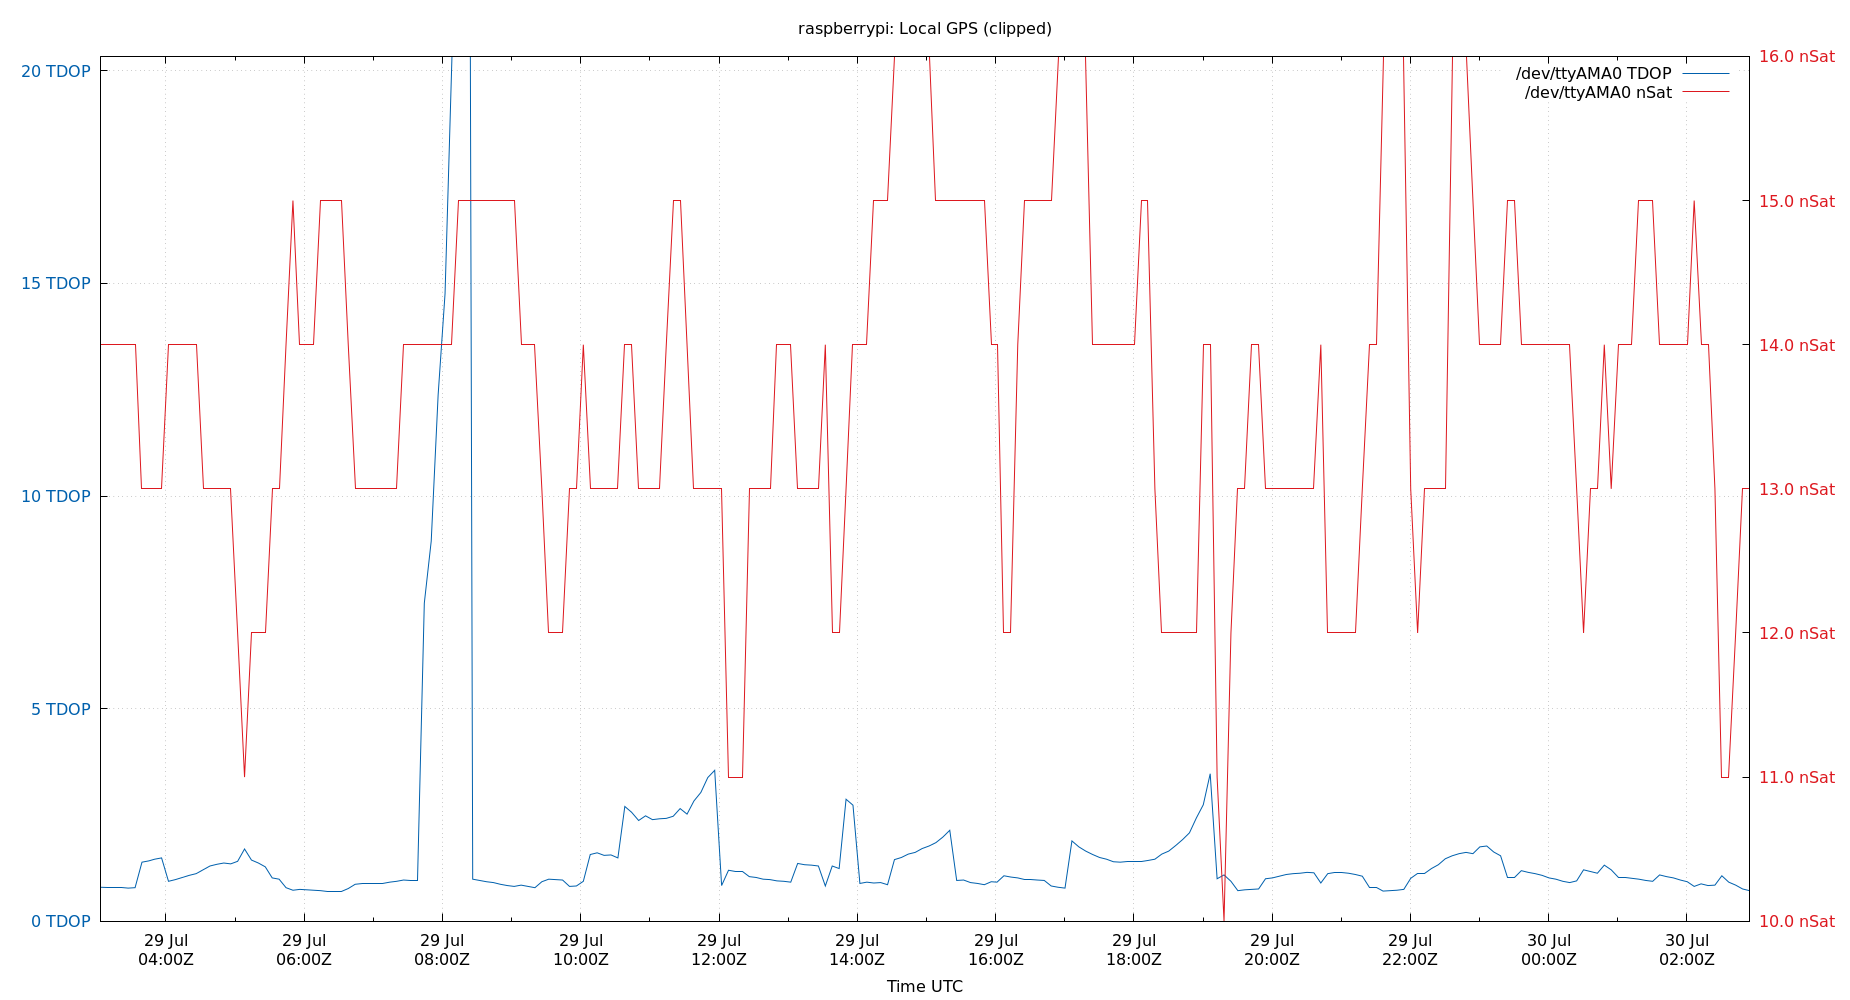 raspberrypi: Local GPS (clipped)
20 TDOP
15 TDOP
10 TDOP
5 TDOP
0 TDOP
16.0 nSat
15.0 nSat
14.0 nSat
13.0 nSat
12.0 nSat
11.0 nSat
10.0 nSat
/dev/ttyAMA0 TDOP
/dev/ttyAMA0 nSat
29 Jul
04:00Z
29 Jul
06:00Z
29 Jul
08:00Z
29 Jul
10:00Z
29 Jul
12:00Z
29 Jul
14:00Z
29 Jul
16:00Z
29 Jul
18:00Z
29 Jul
20:00Z
29 Jul
22:00Z
30 Jul
00:00Z
30 Jul
02:00Z
Time UTC